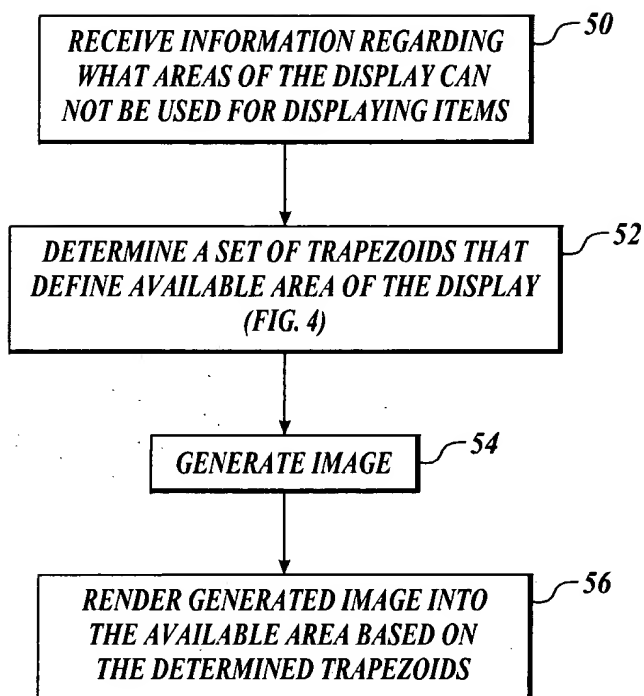 RECEIVE INFORMATION REGARDING
WHAT AREAS OF THE DISPLAY CAN
NOT BE USED FOR DISPLAYING ITEMS
50
DETERMINE A SET OF TRAPEZOIDS THAT
DEFINE AVAILABLE AREA OF THE DISPLAY
(FIG. 4)
52
GENERATE IMAGE
54
RENDER GENERATED IMAGE INTO
THE AVAILABLE AREA BASED ON
THE DETERMINED TRAPEZOIDS
56